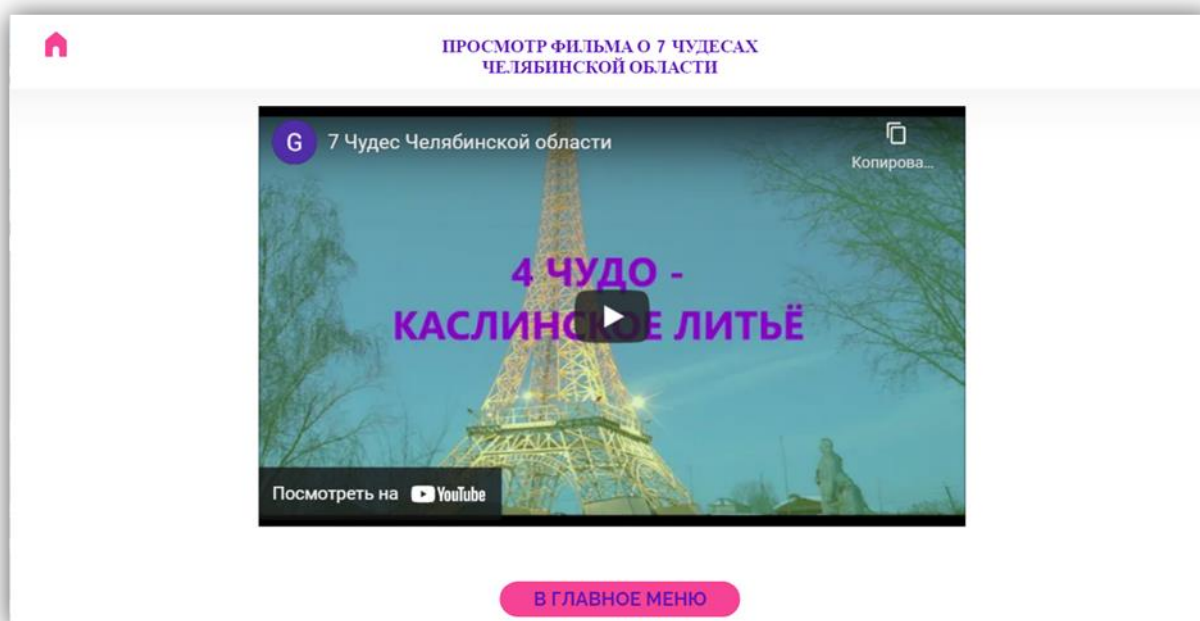 ПРОСМОТР ФИЛЬМА О 7 ЧУДЕСАХ
ЧЕЛЯБИНСКОЙ ОБЛАСТИ
G 7 Чудес Челябинской области
Копирова...
4 ЧУДО -
КАСЛИНСКОЕ ЛИТЬЁ
Посмотреть на YouTube
В ГЛАВНОЕ МЕНЮ